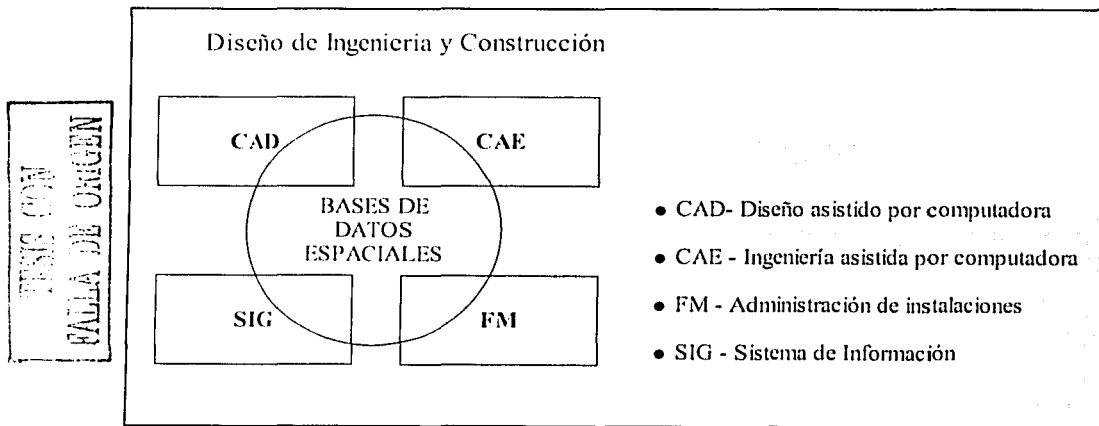 TESIS CON
FALLA DE ORIGEN
Diseño de Ingenieria y Construcción
CAD
CAE
BASES DE
DATOS
ESPACIALES
SIG
FM
● CAD- Diseño asistido por computadora
● CAE - Ingeniería asistida por computadora
● FM - Administración de instalaciones
● SIG - Sistema de Información